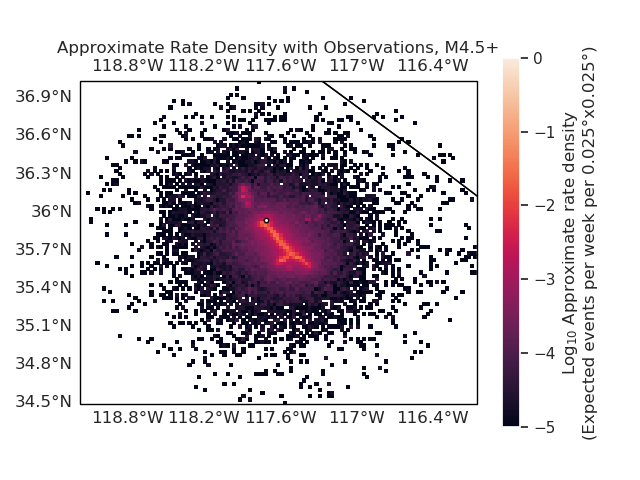 Approximate Rate Density with Observations, M4.5+
118.8°W 118.2°W 117.6°W 117°W 116.4°W
36.9°N
36.6°N
36.3°N
36°N
35.7°N
35.4°N
35.1°N
34.8°N
34.5°N
118.8°W 118.2°W 117.6°W 117°W 116.4°W
0
−1
−2
−3
−4
−5
Log₁₀ Approximate rate density
(Expected events per week per 0.025°x0.025°)